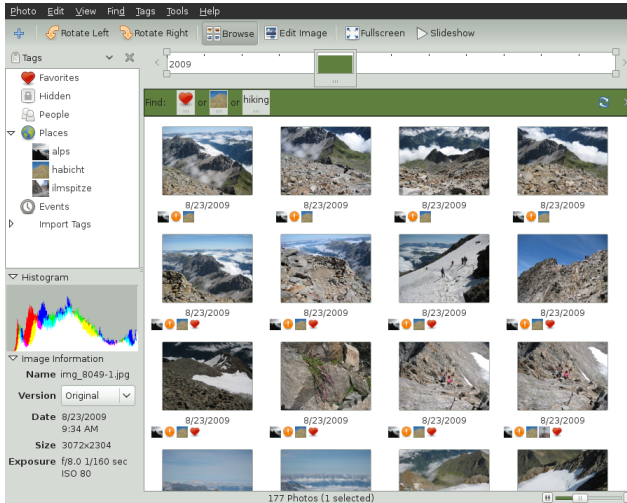 Photo Edit View Find Tags Tools Help
Rotate Left Rotate Right Browse Edit Image Fullscreen Slideshow
Tags
2009
Favorites
Hidden
People
Places
alps
habicht
ilmspitze
Events
Import Tags
Find: or or hiking
8/23/2009 8/23/2009 8/23/2009 8/23/2009
8/23/2009 8/23/2009 8/23/2009 8/23/2009
8/23/2009 8/23/2009 8/23/2009 8/23/2009
Histogram
Image Information
Name img_8049-1.jpg
Version Original
Date 8/23/2009
9:34 AM
Size 3072x2304
Exposure f/8.0 1/160 sec
ISO 80
177 Photos (1 selected)